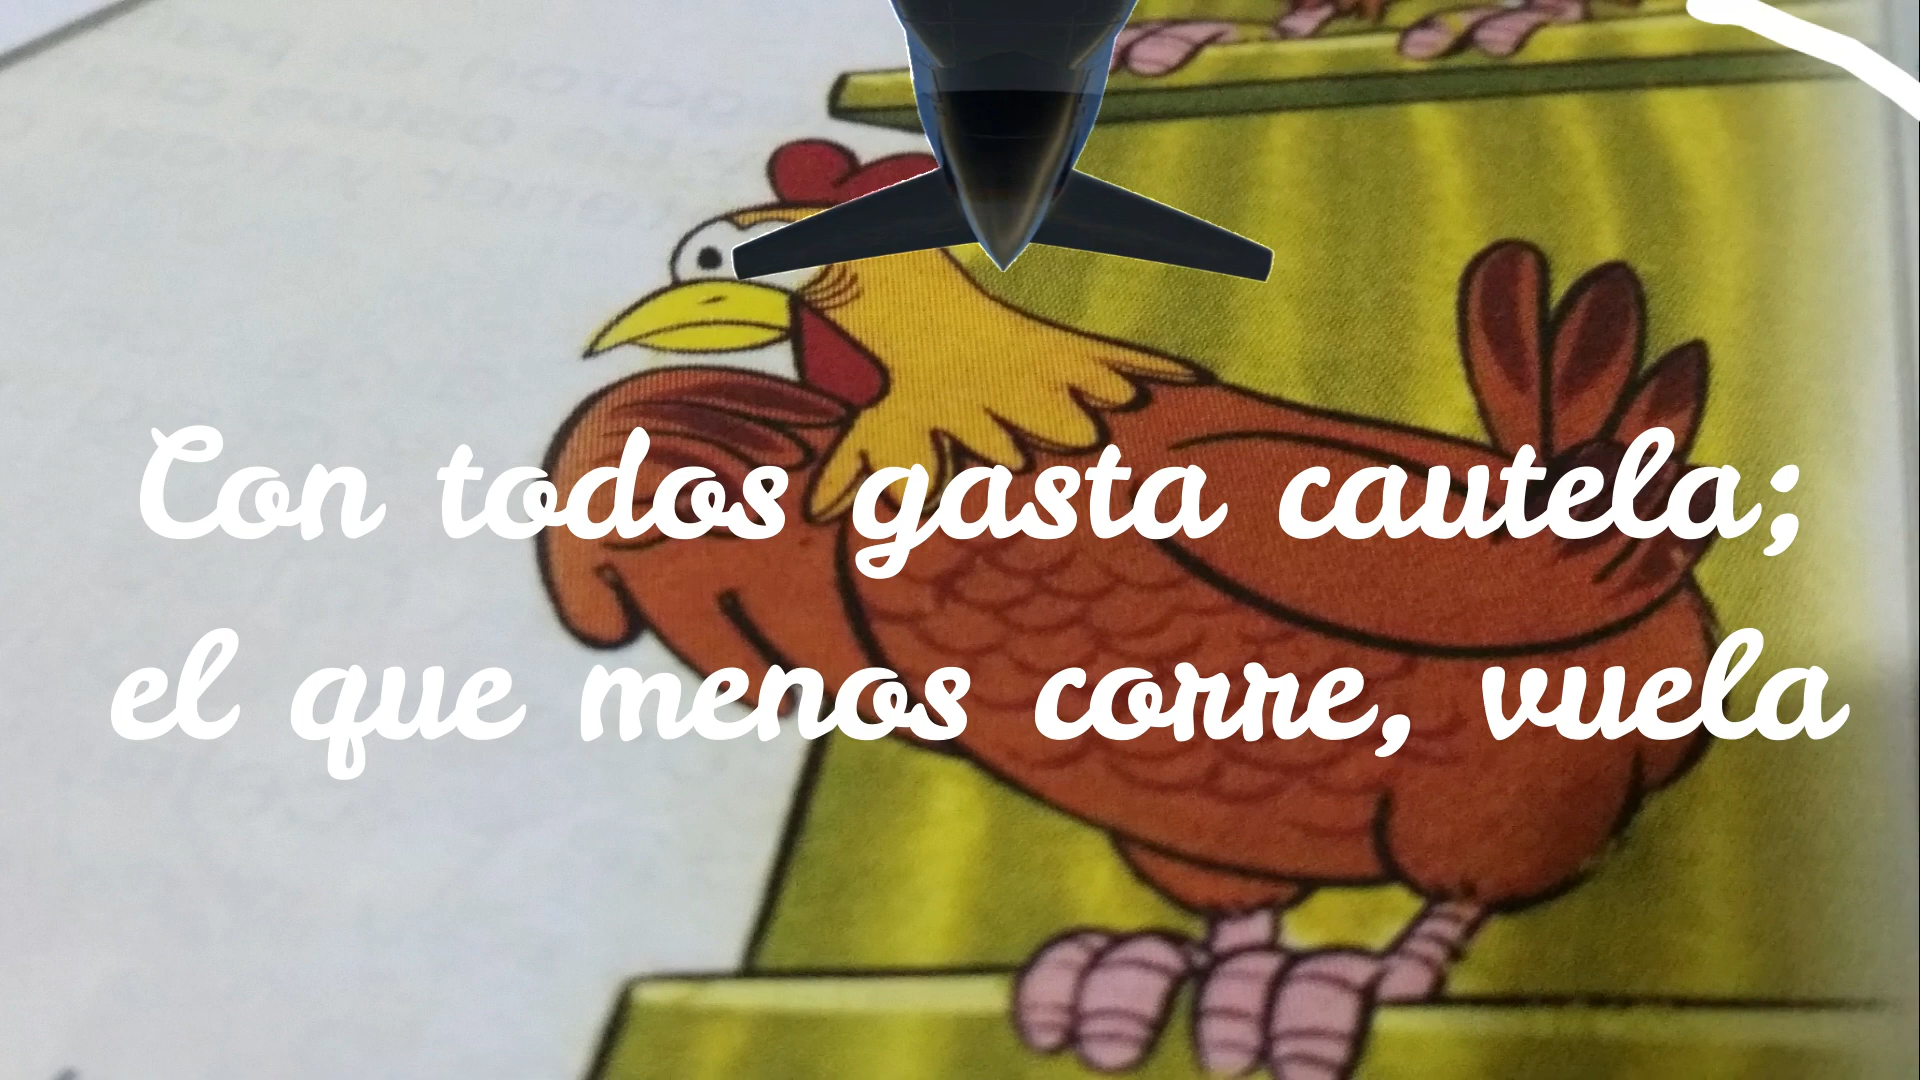 Con todos gasta cautela;
el que menos corre, vuela